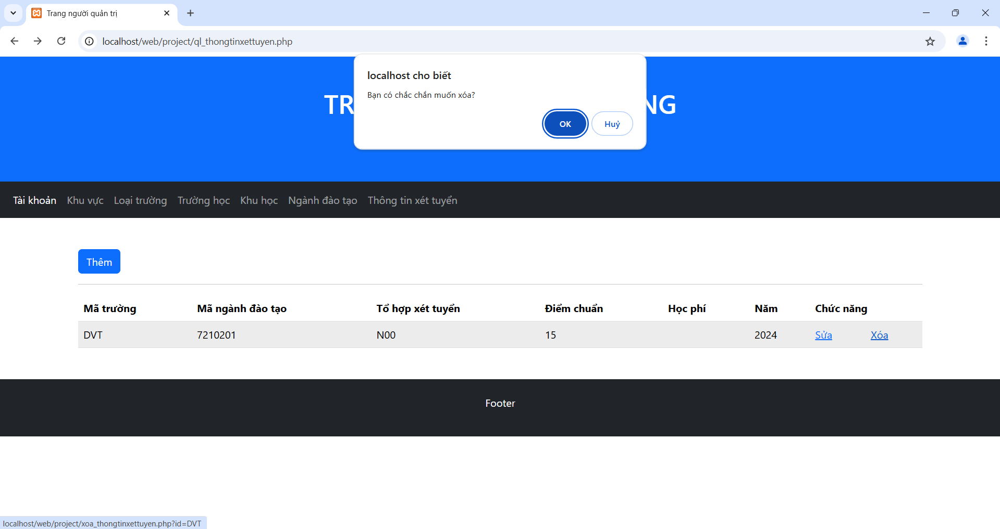 Trang người quản trị
localhost/web/project/ql_thongtinxettuyen.php
localhost cho biết
Bạn có chắc chắn muốn xóa?
OK
Huỷ
Tài khoản Khu vực Loại trường Trường học Khu học Ngành đào tạo Thông tin xét tuyển
Thêm
Mã trường Mã ngành đào tạo Tổ hợp xét tuyển Điểm chuẩn Học phí Năm Chức năng
DVT 7210201 N00 15 2024 Sửa Xóa
Footer
localhost/web/project/xoa_thongtinxettuyen.php?id=DVT